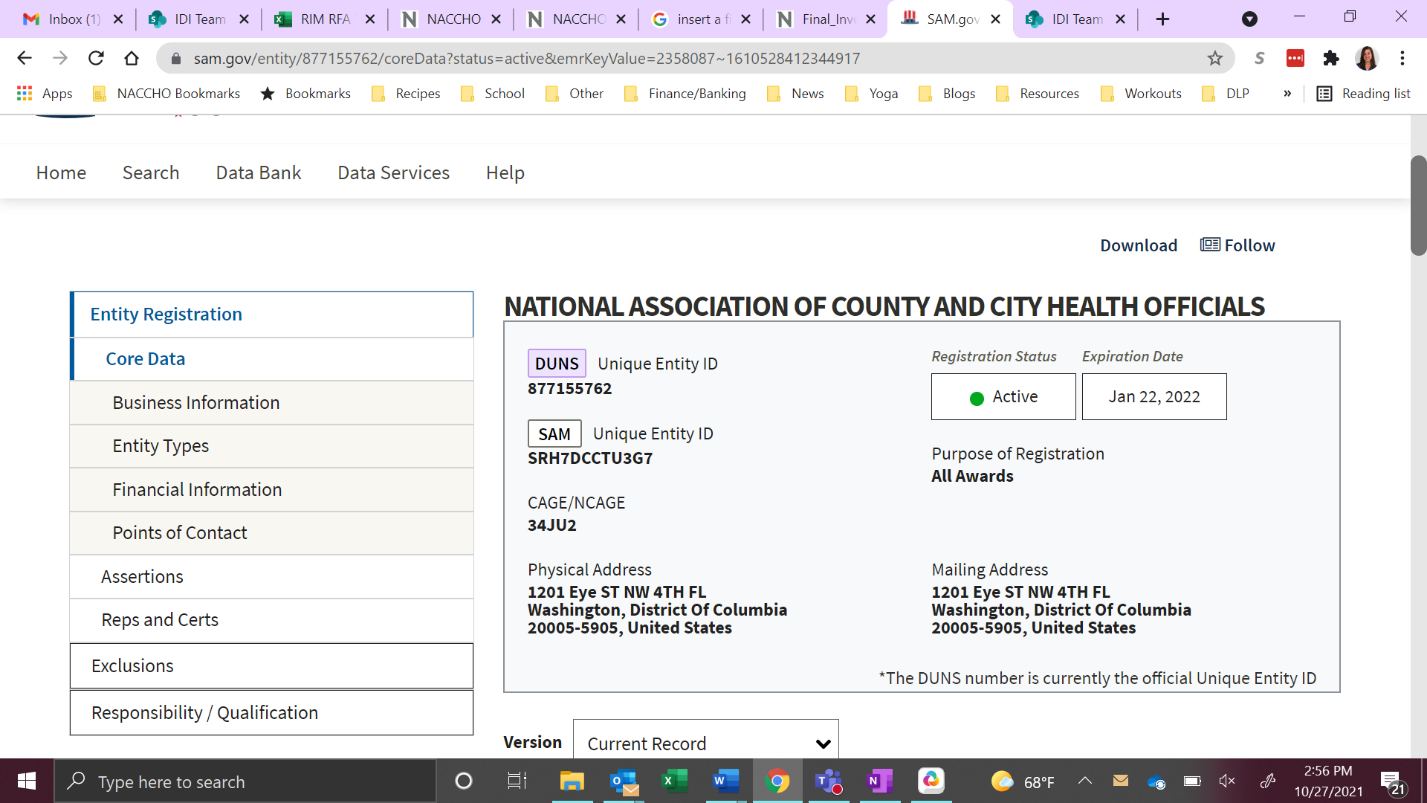 Inbox (1)
IDI Team
RIM RFA
NACCHO
NACCHO
insert a fi
Final_Inv
SAM.gov
IDI Team
sam.gov/entity/877155762/coreData?status=active&emrKeyValue=2358087~1610528412344917
Apps
NACCHO Bookmarks
Bookmarks
Recipes
School
Other
Finance/Banking
News
Yoga
Blogs
Resources
Workouts
DLP
»
Reading list
Home
Search
Data Bank
Data Services
Help
Download
Follow
Entity Registration
Core Data
Business Information
Entity Types
Financial Information
Points of Contact
Assertions
Reps and Certs
Exclusions
Responsibility / Qualification
NATIONAL ASSOCIATION OF COUNTY AND CITY HEALTH OFFICIALS
DUNS Unique Entity ID
877155762
SAM Unique Entity ID
SRH7DCCTU3G7
CAGE/NCAGE
34JU2
Physical Address
1201 Eye ST NW 4TH FL
Washington, District Of Columbia
20005-5905, United States
Registration Status
Active
Expiration Date
Jan 22, 2022
Purpose of Registration
All Awards
Mailing Address
1201 Eye ST NW 4TH FL
Washington, District Of Columbia
20005-5905, United States
*The DUNS number is currently the official Unique Entity ID
Version
Current Record
Type here to search
68°F
2:56 PM
10/27/2021
21